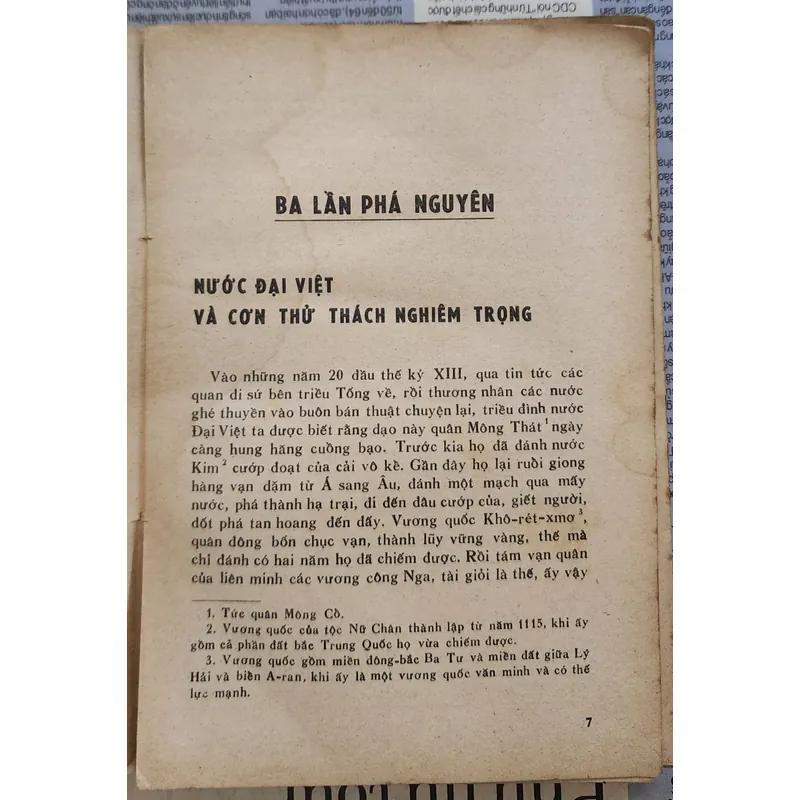 BA LẦN PHÁ NGUYÊN
NƯỚC ĐẠI VIỆT
VÀ CƠN THỬ THÁCH NGHIÊM TRỌNG
Vào những năm 20 đầu thế kỷ XIII, qua tin tức các
quan đi sứ bên triều Tống về, rồi thương nhân các nước
ghé thuyền vào buôn bán thuật chuyện lại, triều đình nước
Đại Việt ta được biết rằng dạo này quân Mông Thát¹ ngày
càng hung hăng cuồng bạo. Trước kia họ đã đánh nước
Kim² cướp đoạt của cải vô kể. Gần đây họ lại ruổi giong
hàng vạn dặm từ Á sang Âu, đánh một mạch qua mấy
nước, phá thành hạ trại, đi đến đâu cướp của, giết người,
đốt phá tan hoang đến đấy. Vương quốc Khô-rét-xmơ³,
quân đông bốn chục vạn, thành lũy vững vàng, thế mà
chỉ đánh có hai năm họ đã chiếm được. Rồi tám vạn quân
của liên minh các vương công Nga, tài giỏi là thế, ấy vậy
1. Tức quân Mông Cổ.
2. Vương quốc của tộc Nữ Chân thành lập từ năm 1115, khi ấy
gồm cả phần đất bắc Trung Quốc họ vừa chiếm được.
3. Vương quốc gồm miền đông-bắc Ba Tư và miền đất giữa Lý
Hải và biển A-ran, khi ấy là một vương quốc văn minh và có thế
lực mạnh.
7